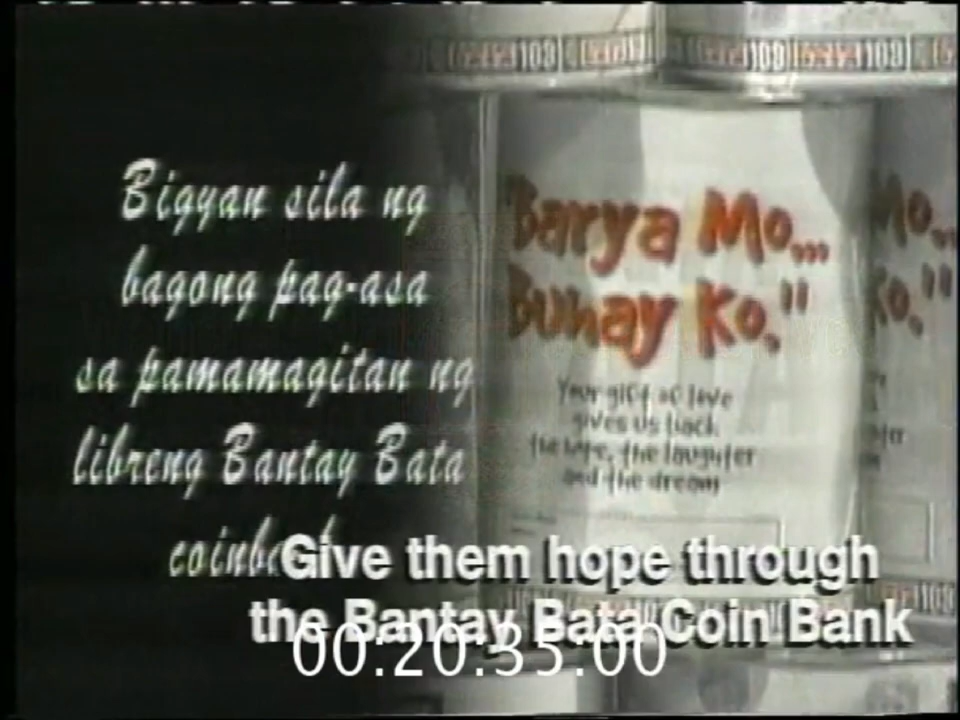 Bigyan sila ng
bagong pag-asa
sa pamamagitan ng
libreng Bantay Bata
"Barya Mo...
Buhay Ko."
Mo...
Ko."
Your gift of love
gives us back
the hope, the laughter
and the dream
Give them hope through
the Bantay Bata Coin Bank
00:20:35:00